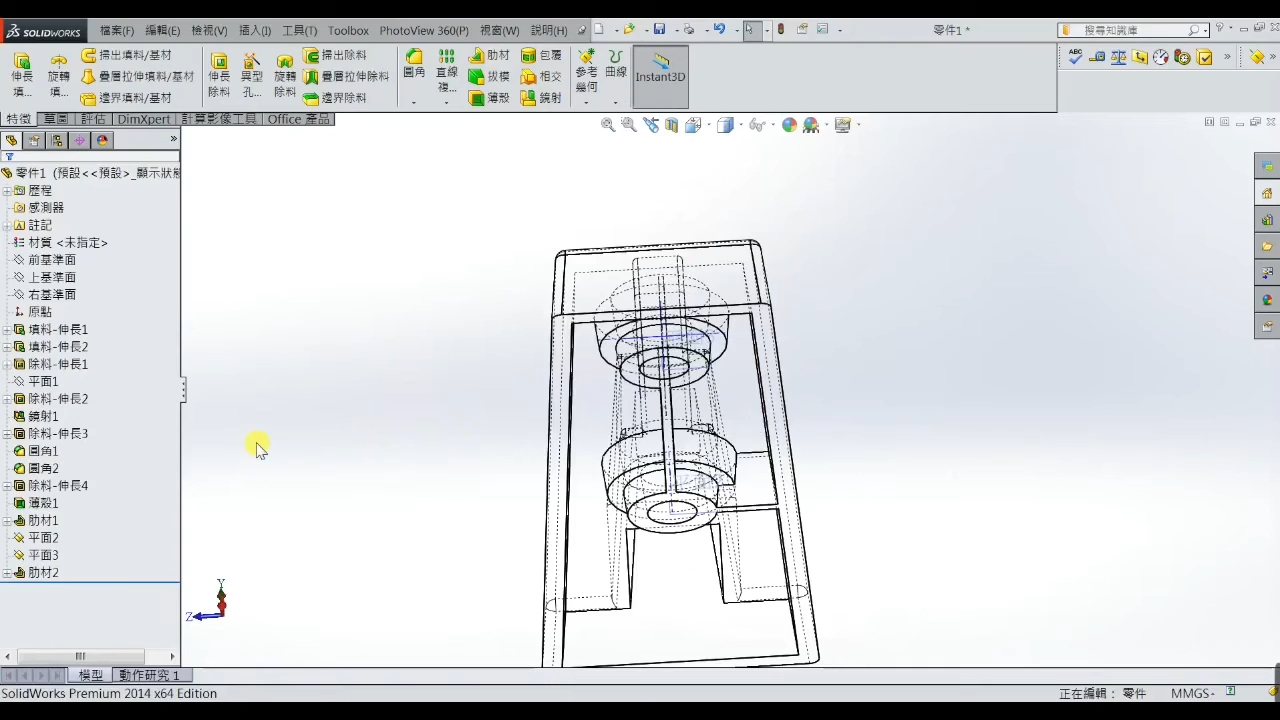 SOLIDWORKS 檔案(F) 編輯(E) 檢視(V) 插入(I) 工具(T) Toolbox PhotoView 360(P) 視窗(W) 說明(H) 零件1 * 搜尋知識庫
伸長填... 旋轉填... 掃出填料/基材 疊層拉伸填料/基材 邊界填料/基材 伸長除料 異型孔... 旋轉除料 掃出除料 疊層拉伸除料 邊界除料 圓角 直線複... 肋材 拔模 薄殼 包覆 相交 鏡射 參考幾何 曲線 Instant3D
特徵 草圖 評估 DimXpert 計算影像工具 Office 產品
零件1 (預設<<預設>_顯示狀態
歷程
感測器
註記
材質 <未指定>
前基準面
上基準面
右基準面
原點
填料-伸長1
填料-伸長2
除料-伸長1
平面1
除料-伸長2
鏡射1
除料-伸長3
圓角1
圓角2
除料-伸長4
薄殼1
肋材1
平面2
平面3
肋材2
Y
Z
模型 動作研究 1
SolidWorks Premium 2014 x64 Edition 正在編輯：零件 MMGS